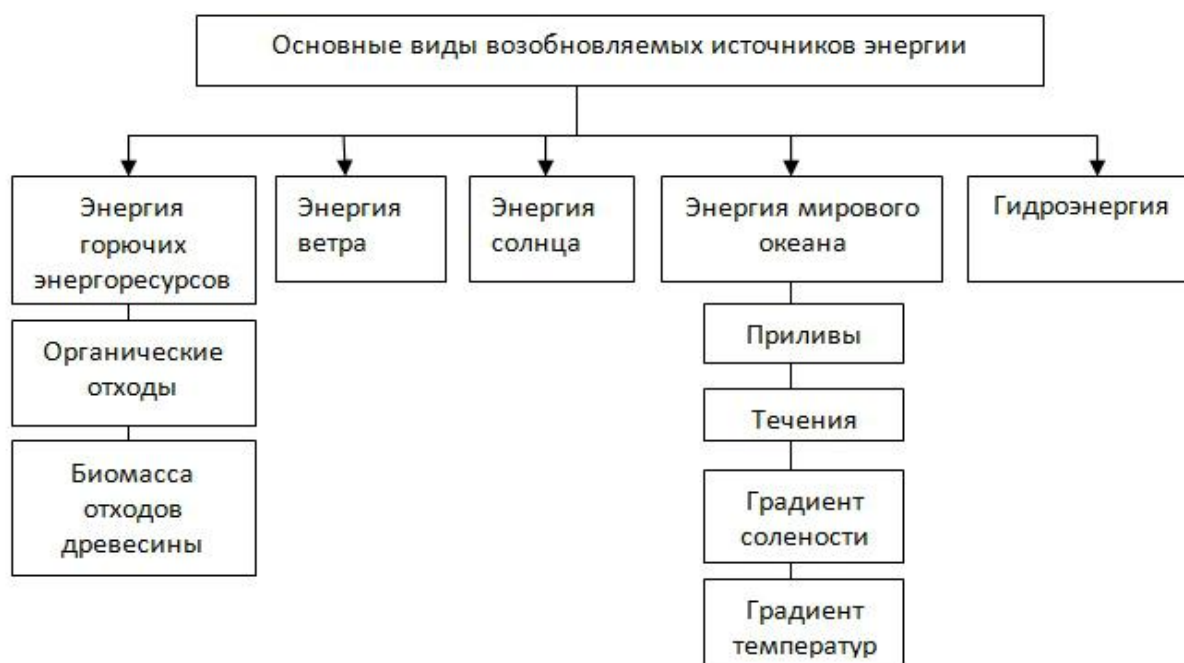 Основные виды возобновляемых источников энергии
Энергия
горючих
энергоресурсов
Энергия
ветра
Энергия
солнца
Энергия мирового
океана
Гидроэнергия
Органические
отходы
Биомасса
отходов
древесины
Приливы
Течения
Градиент
солености
Градиент
температур